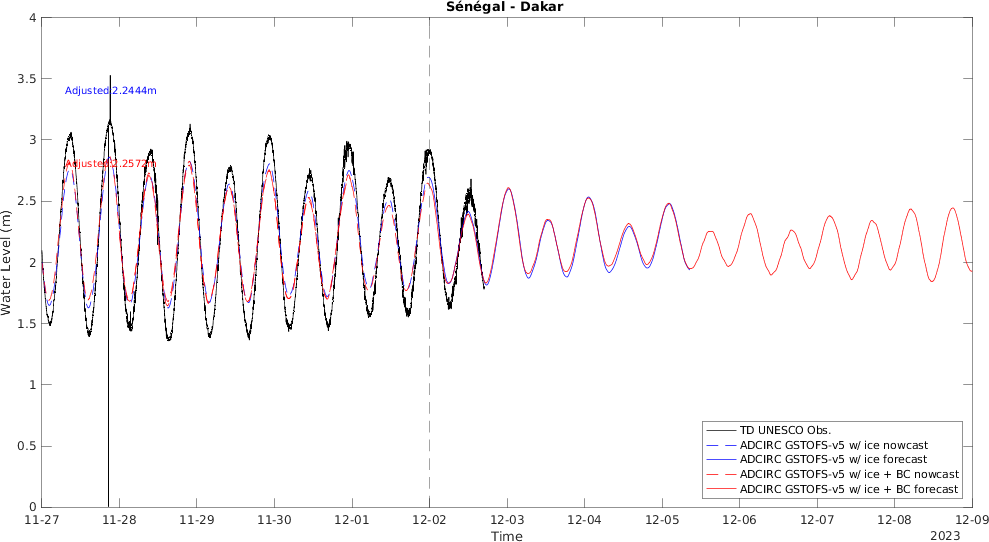 Sénégal - Dakar
4
3.5
3
2.5
2
1.5
1
0.5
0
Water Level (m)
Adjusted 2.2444m
Adjusted 2.2572m
TD UNESCO Obs.
ADCIRC GSTOFS-v5 w/ ice nowcast
ADCIRC GSTOFS-v5 w/ ice forecast
ADCIRC GSTOFS-v5 w/ ice + BC nowcast
ADCIRC GSTOFS-v5 w/ ice + BC forecast
11-27 11-28 11-29 11-30 12-01 12-02 12-03 12-04 12-05 12-06 12-07 12-08 12-09
Time
2023